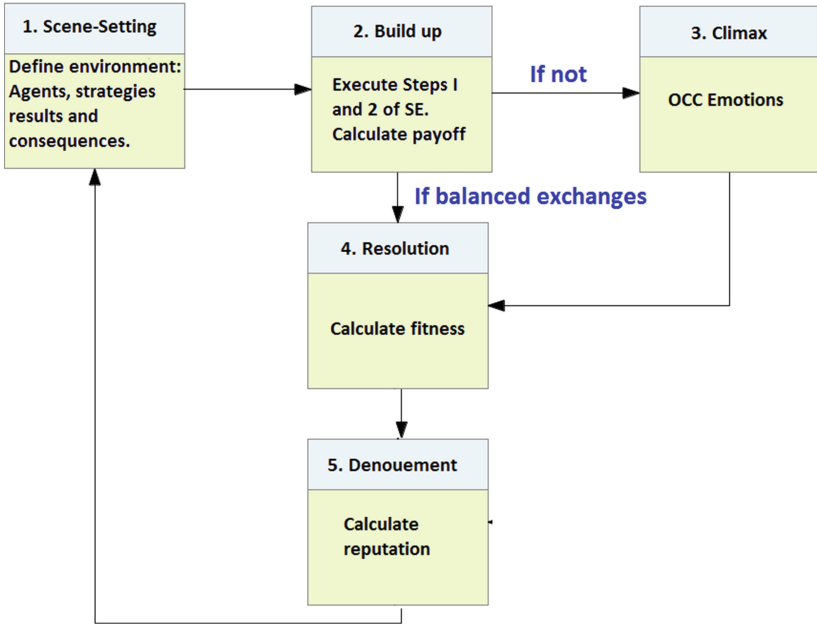 1. Scene-Setting
Define environment:
Agents, strategies
results and
consequences.
2. Build up
Execute Steps I
and 2 of SE.
Calculate payoff
If not
3. Climax
OCC Emotions
If balanced exchanges
4. Resolution
Calculate fitness
5. Denouement
Calculate
reputation